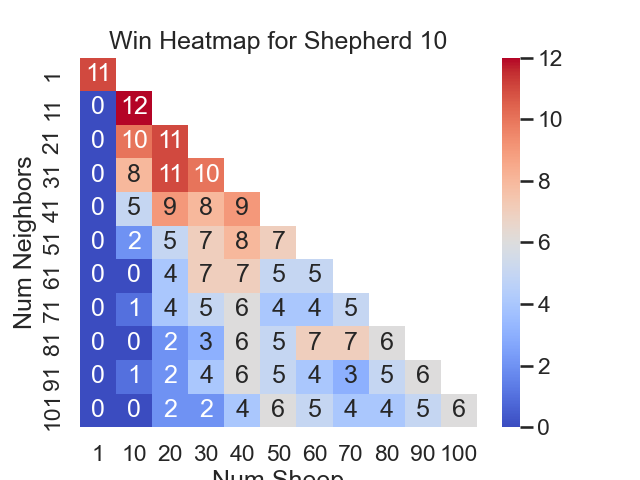 Win Heatmap for Shepherd 10
Num Neighbors
1 11
11 0 12
21 0 10 11
31 0 8 11 10
41 0 5 9 8 9
51 0 2 5 7 8 7
61 0 0 4 7 7 5 5
71 0 1 4 5 6 4 4 5
81 0 0 2 3 6 5 7 7 6
91 0 1 2 4 6 5 4 3 5 6
101 0 0 2 2 4 6 5 4 4 5 6
1 10 20 30 40 50 60 70 80 90 100
Num Sheep
12
10
8
6
4
2
0